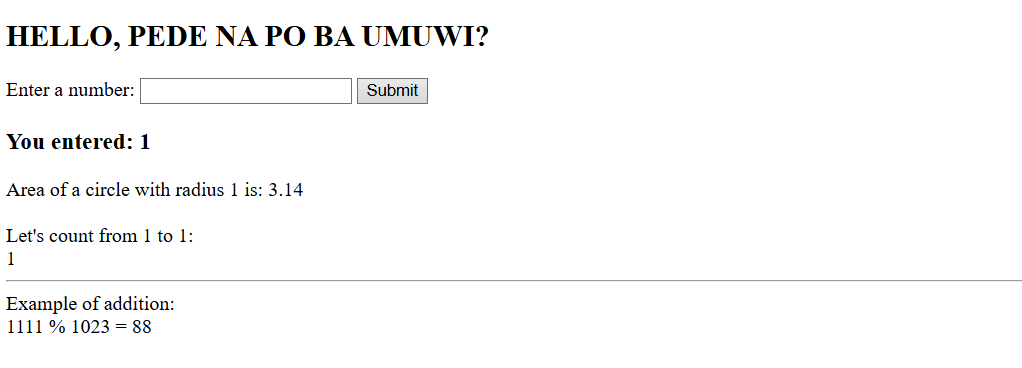 HELLO, PEDE NA PO BA UMUWI?
Enter a number: Submit
You entered: 1
Area of a circle with radius 1 is: 3.14
Let's count from 1 to 1:
1
Example of addition:
1111 % 1023 = 88